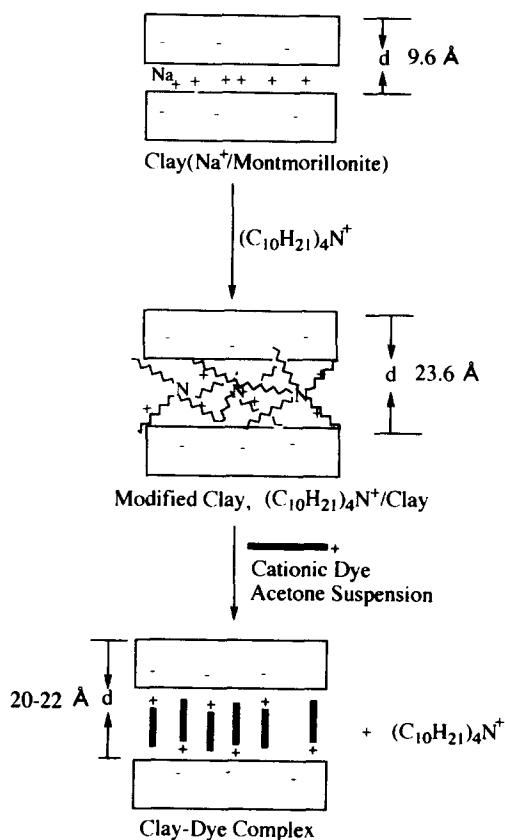 - - -
d 9.6 Å
Na+ + + + + +
- - -
Clay(Na⁺/Montmorillonite)
(C₁₀H₂₁)₄N⁺
- - -
N N N
+ + + + + +
d 23.6 Å
- - -
Modified Clay, (C₁₀H₂₁)₄N⁺/Clay
+
Cationic Dye
Acetone Suspension
- - -
20-22 Å d
+ + + +
+ + +
+ (C₁₀H₂₁)₄N⁺
- - -
Clay-Dye Complex